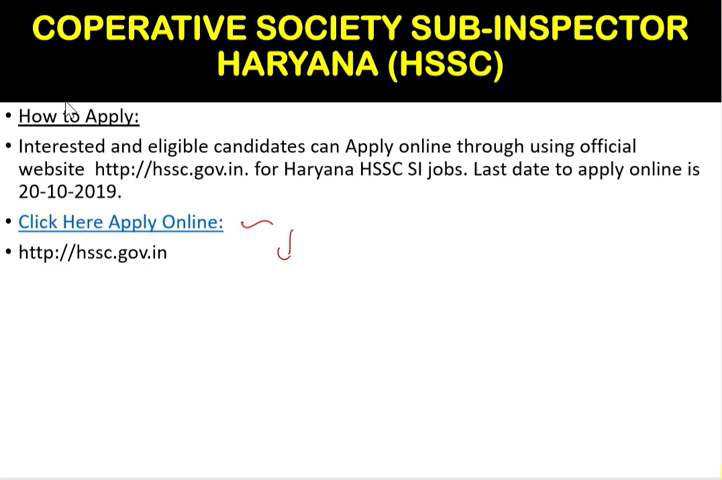 COPERATIVE SOCIETY SUB-INSPECTOR
HARYANA (HSSC)
• How to Apply:
• Interested and eligible candidates can Apply online through using official
website http://hssc.gov.in. for Haryana HSSC SI jobs. Last date to apply online is
20-10-2019.
• Click Here Apply Online:
• http://hssc.gov.in